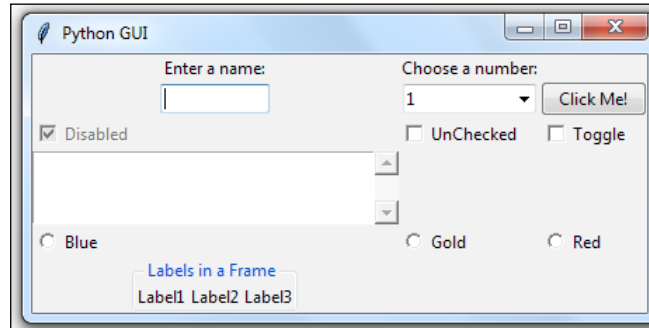 Python GUI
Enter a name: Choose a number:
1 Click Me!
Disabled UnChecked Toggle
Blue Gold Red
Labels in a Frame
Label1 Label2 Label3